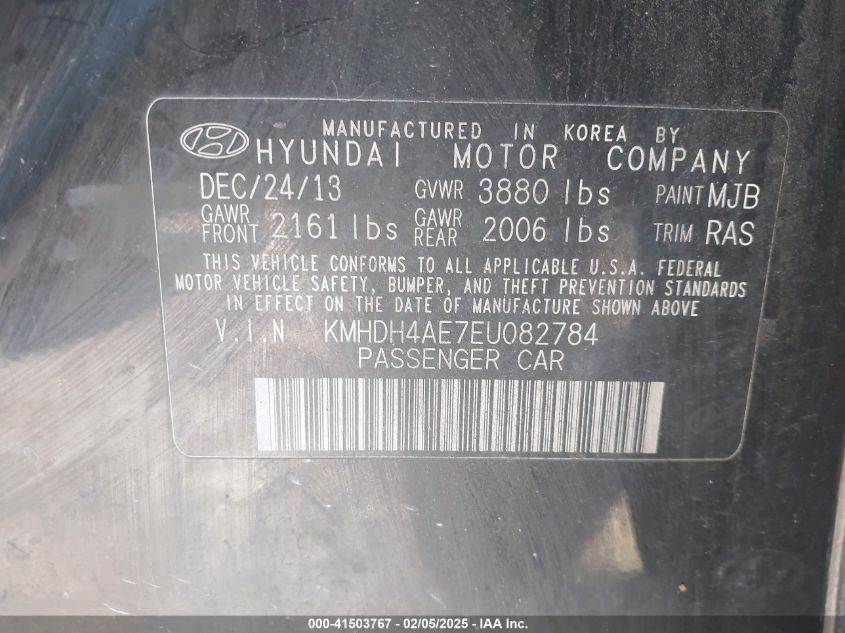 MANUFACTURED IN KOREA BY
HYUNDAI MOTOR COMPANY
DEC/24/13 GVWR 3880 lbs PAINT MJB
GAWR FRONT 2161 lbs GAWR REAR 2006 lbs TRIM RAS
THIS VEHICLE CONFORMS TO ALL APPLICABLE U.S.A. FEDERAL
MOTOR VEHICLE SAFETY, BUMPER, AND THEFT PREVENTION STANDARDS
IN EFFECT ON THE DATE OF MANUFACTURE SHOWN ABOVE
V.I.N KMHDH4AE7EU082784
PASSENGER CAR
000-41503767 - 02/05/2025 - IAA Inc.